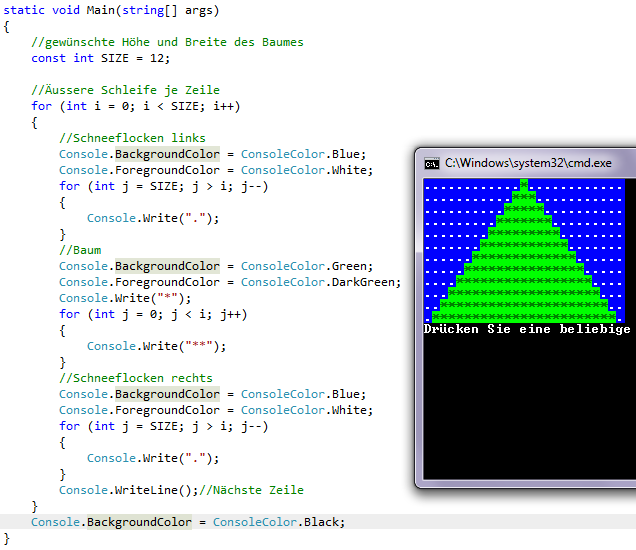 static void Main(string[] args)
{
    //gewünschte Höhe und Breite des Baumes
    const int SIZE = 12;

    //Äussere Schleife je Zeile
    for (int i = 0; i < SIZE; i++)
    {
        //Schneeflocken links
        Console.BackgroundColor = ConsoleColor.Blue;
        Console.ForegroundColor = ConsoleColor.White;
        for (int j = SIZE; j > i; j--)
        {
            Console.Write(".");
        }
        //Baum
        Console.BackgroundColor = ConsoleColor.Green;
        Console.ForegroundColor = ConsoleColor.DarkGreen;
        Console.Write("*");
        for (int j = 0; j < i; j++)
        {
            Console.Write("**");
        }
        //Schneeflocken rechts
        Console.BackgroundColor = ConsoleColor.Blue;
        Console.ForegroundColor = ConsoleColor.White;
        for (int j = SIZE; j > i; j--)
        {
            Console.Write(".");
        }
        Console.WriteLine();//Nächste Zeile
    }
    Console.BackgroundColor = ConsoleColor.Black;
}
C:\Windows\system32\cmd.exe
............*............
...........***...........
..........*****..........
.........*******.........
........*********........
.......***********.......
......*************......
.....***************.....
....*****************....
...*******************...
..*********************..
.***********************.
Drücken Sie eine beliebige